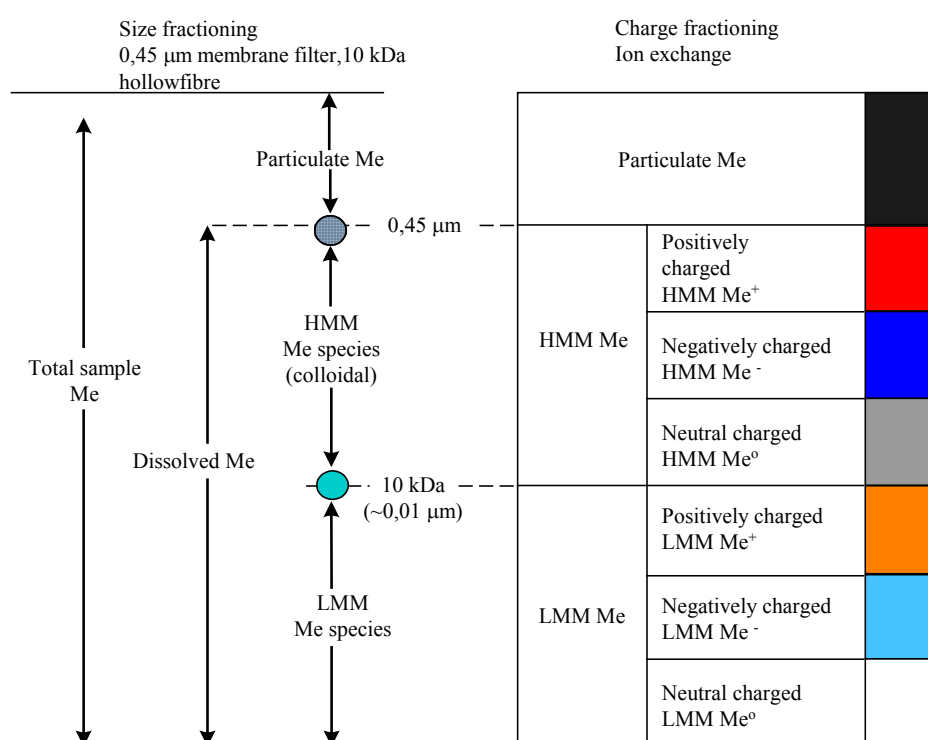 Size fractioning
0,45 μm membrane filter,10 kDa
hollowfibre
Charge fractioning
Ion exchange
Particulate Me
Particulate Me
0,45 μm
Positively
charged
HMM Me⁺
HMM
Me species
(colloidal)
HMM Me
Negatively charged
HMM Me ⁻
Total sample
Me
Neutral charged
HMM Meº
Dissolved Me
10 kDa
(~0,01 μm)
Positively charged
LMM Me⁺
LMM
Me species
LMM Me
Negatively charged
LMM Me ⁻
Neutral charged
LMM Meº